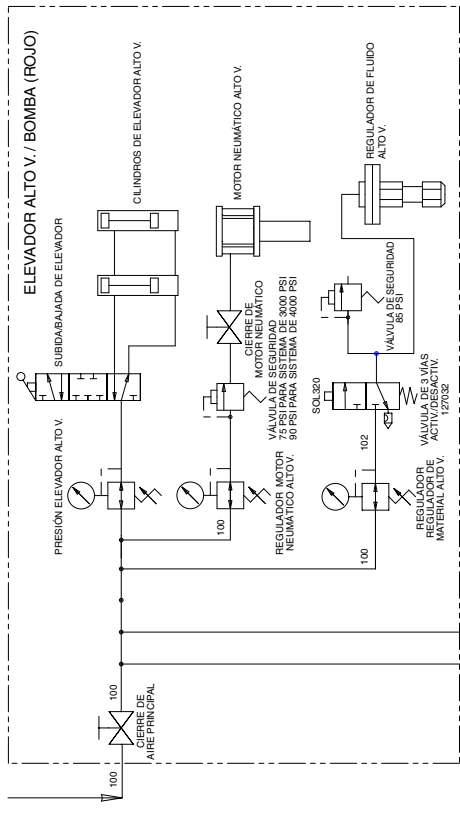 ELEVADOR ALTO V. / BOMBA (ROJO)
SUBIDA/BAJADA DE ELEVADOR
CILINDROS DE ELEVADOR ALTO V.
PRESIÓN ELEVADOR ALTO V.
MOTOR NEUMÁTICO ALTO V.
CIERRE DE
MOTOR NEUMÁTICO
VÁLVULA DE SEGURIDAD
75 PSI PARA SISTEMA DE 3000 PSI
90 PSI PARA SISTEMA DE 4000 PSI
100
REGULADOR MOTOR
NEUMÁTICO ALTO V.
REGULADOR DE FLUIDO
ALTO V.
VÁLVULA DE SEGURIDAD
85 PSI
SOL320
VÁLVULA DE 3 VÍAS
ACTIV./DESACTIV.
127032
102
100
REGULADOR
REGULADOR DE
MATERIAL ALTO V.
100
CIERRE DE
AIRE PRINCIPAL
100